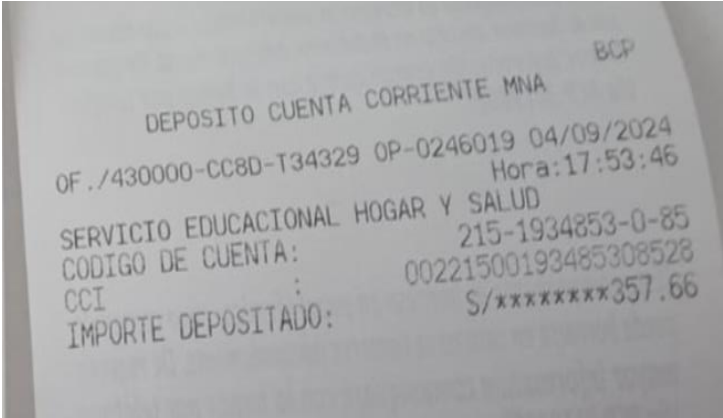 BCP
DEPOSITO CUENTA CORRIENTE MNA
OF./430000-CC8D-T34329 OP-0246019 04/09/2024
Hora:17:53:46
SERVICIO EDUCACIONAL HOGAR Y SALUD
CODIGO DE CUENTA: 215-1934853-0-85
CCI : 00221500193485308528
IMPORTE DEPOSITADO: S/********357.66